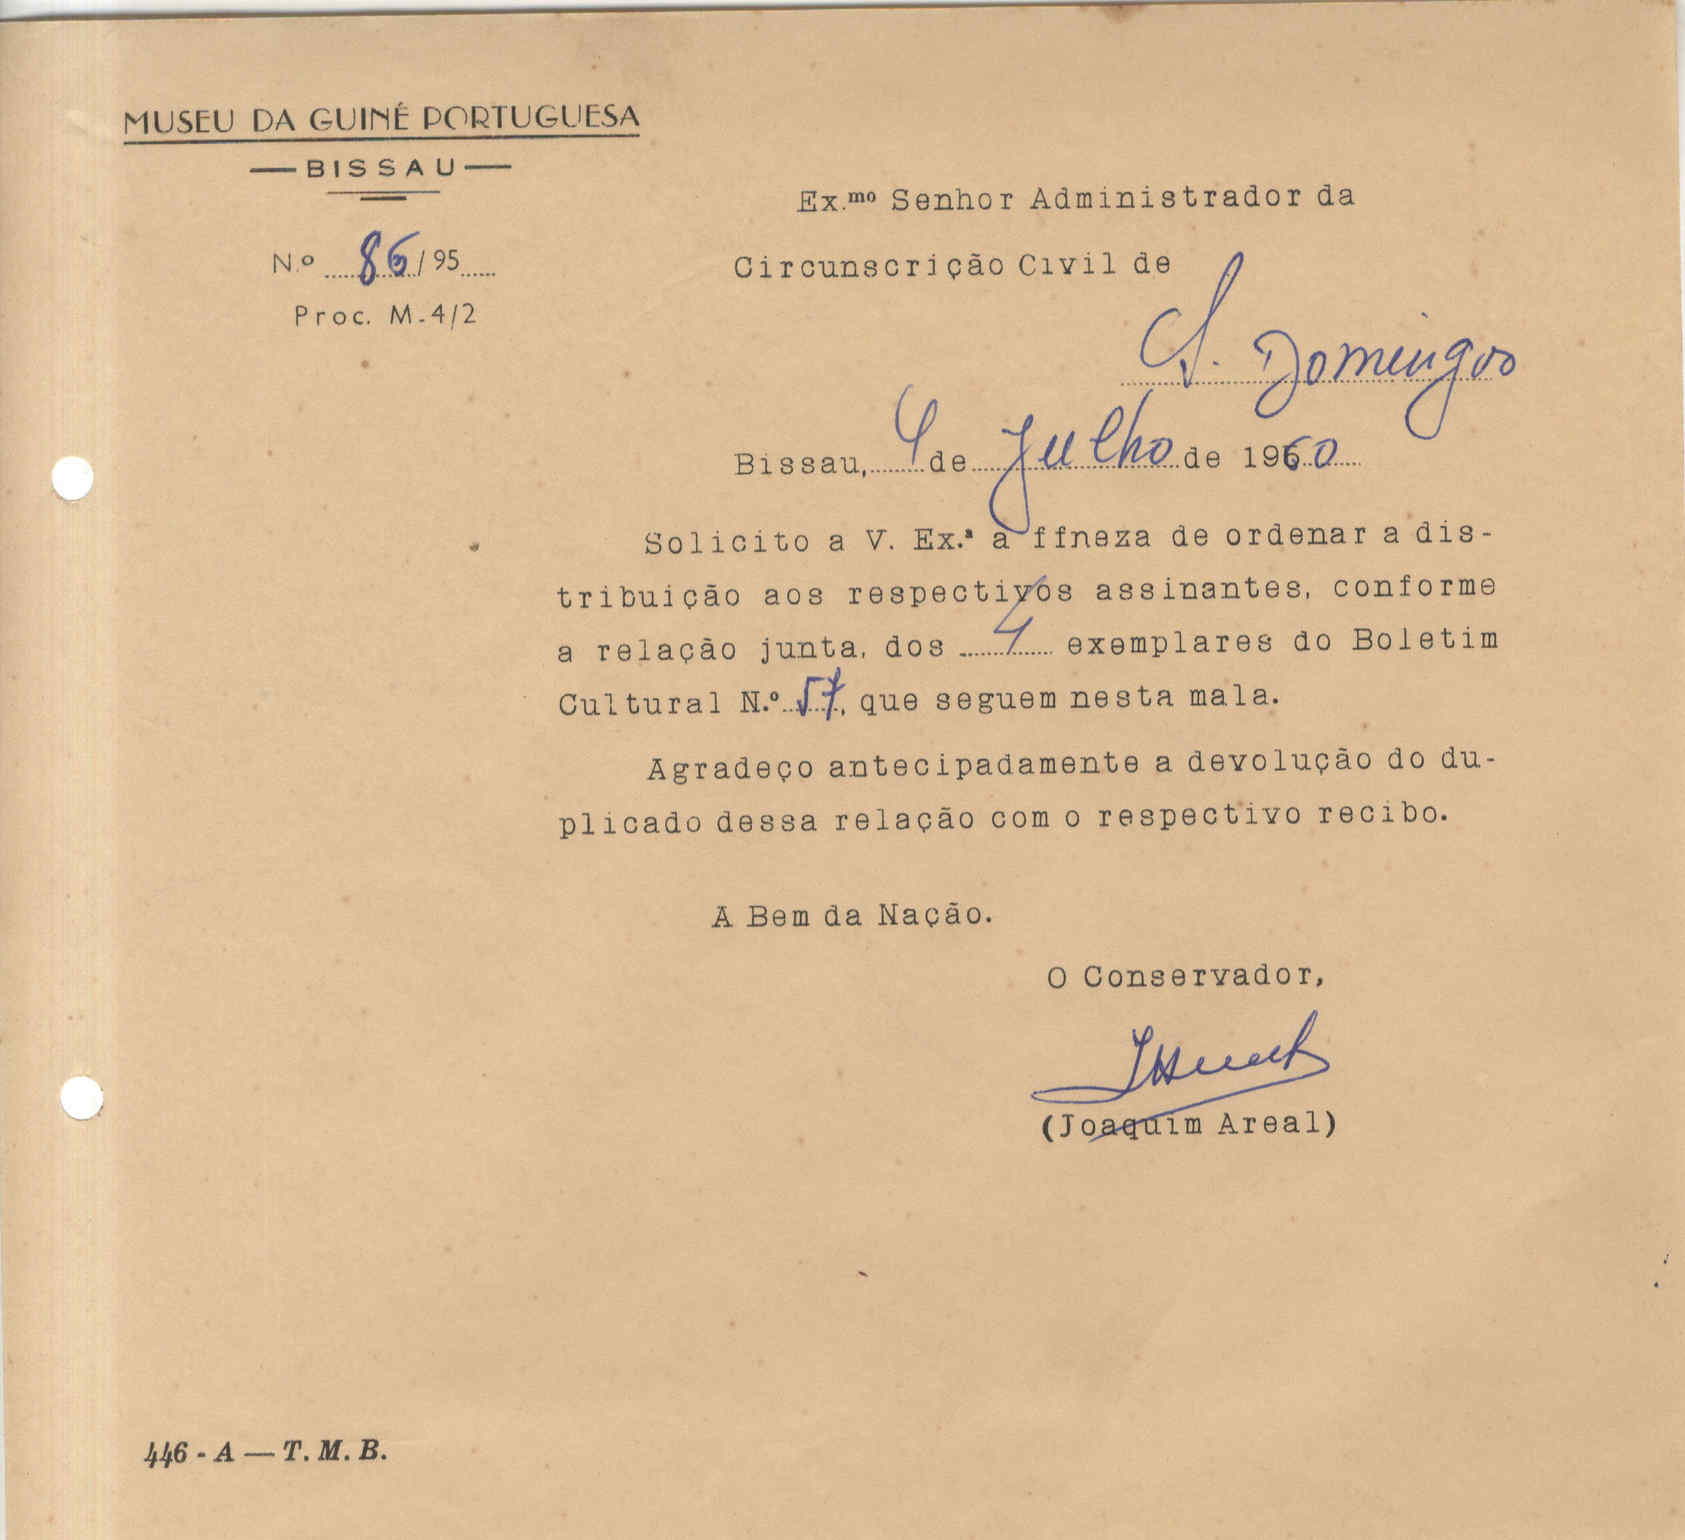 MUSEU DA GUINÉ PORTUGUESA
— BISSAU —
N.º 86/95
Proc. M-4/2
Ex.mo Senhor Administrador da
Circunscrição Civil de
S. Domingos
Bissau, 4 de Julho de 1960
Solicito a V. Ex.ª a ffneza de ordenar a dis-
tribuição aos respectivos assinantes, conforme
a relação junta, dos 4 exemplares do Boletim
Cultural N.º 57, que seguem nesta mala.
Agradeço antecipadamente a devolução do du-
plicado dessa relação com o respectivo recibo.
A Bem da Nação.
O Conservador,
(Joaquim Areal)
446 - A — T. M. B.